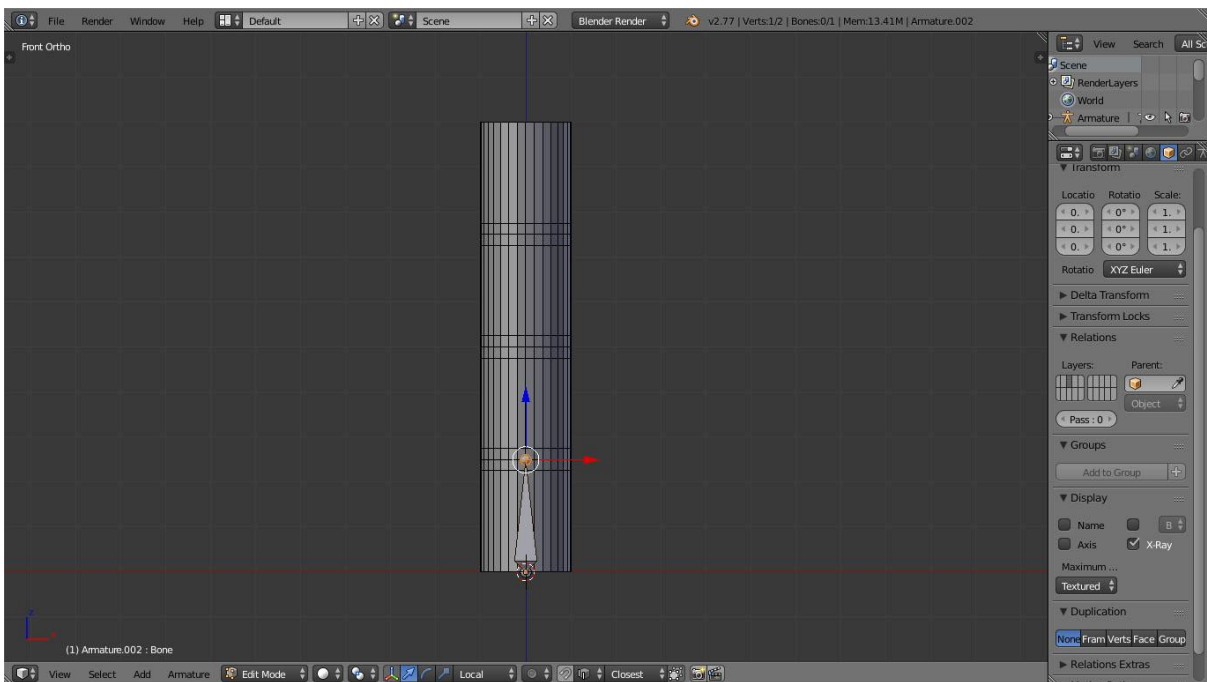 File Render Window Help Default Scene Blender Render v2.77 | Verts:1/2 | Bones:0/1 | Mem:13.41M | Armature.002
Front Ortho
View Search All Sc
Scene
RenderLayers
World
Armature
Transform
Locatio Rotatio Scale:
0. 0° 1.
0. 0° 1.
0. 0° 1.
Rotatio XYZ Euler
Delta Transform
Transform Locks
Relations
Layers: Parent:
Object
Pass : 0
Groups
Add to Group
Display
Name B
Axis X-Ray
Maximum ...
Textured
Duplication
None Fram Verts Face Group
Relations Extras
z
x
(1) Armature.002 : Bone
View Select Add Armature Edit Mode Local Closest